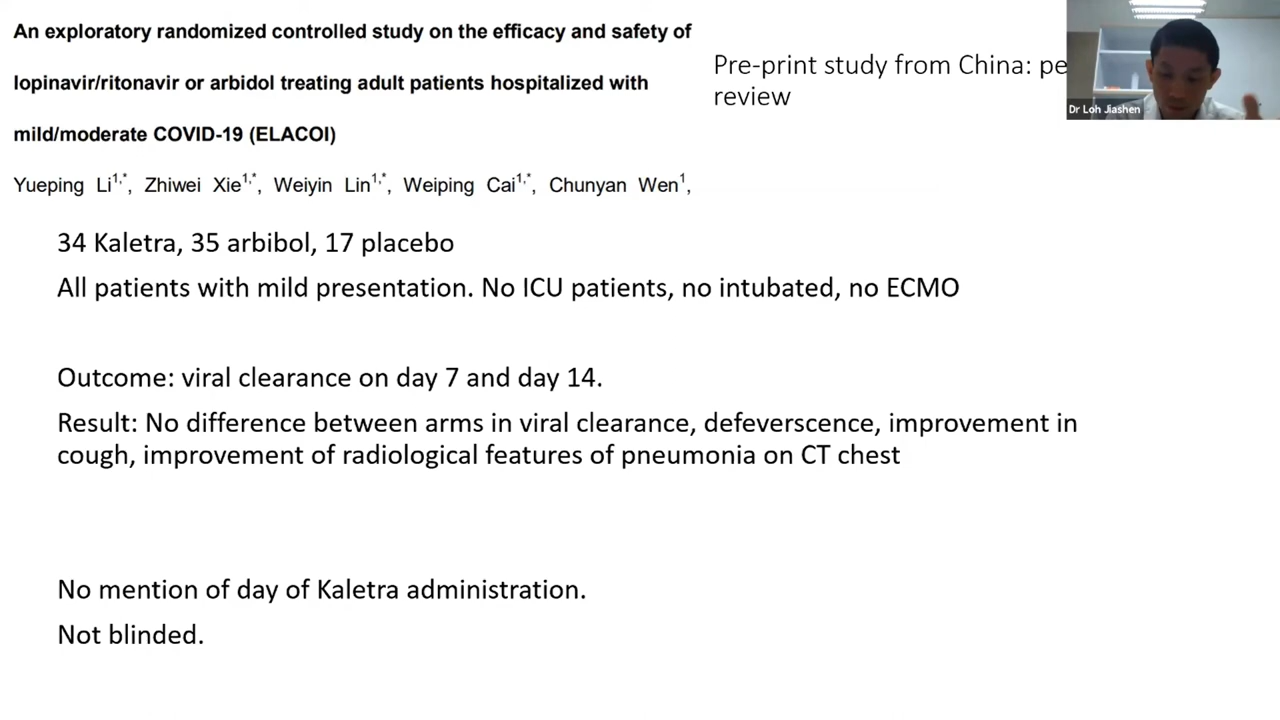 An exploratory randomized controlled study on the efficacy and safety of
lopinavir/ritonavir or arbidol treating adult patients hospitalized with
mild/moderate COVID-19 (ELACOI)
Yueping Li1,*, Zhiwei Xie1,*, Weiyin Lin1,*, Weiping Cai1,*, Chunyan Wen1,
Pre-print study from China: pe
review
Dr Loh Jiashen
34 Kaletra, 35 arbibol, 17 placebo
All patients with mild presentation. No ICU patients, no intubated, no ECMO
Outcome: viral clearance on day 7 and day 14.
Result: No difference between arms in viral clearance, defeverscence, improvement in
cough, improvement of radiological features of pneumonia on CT chest
No mention of day of Kaletra administration.
Not blinded.